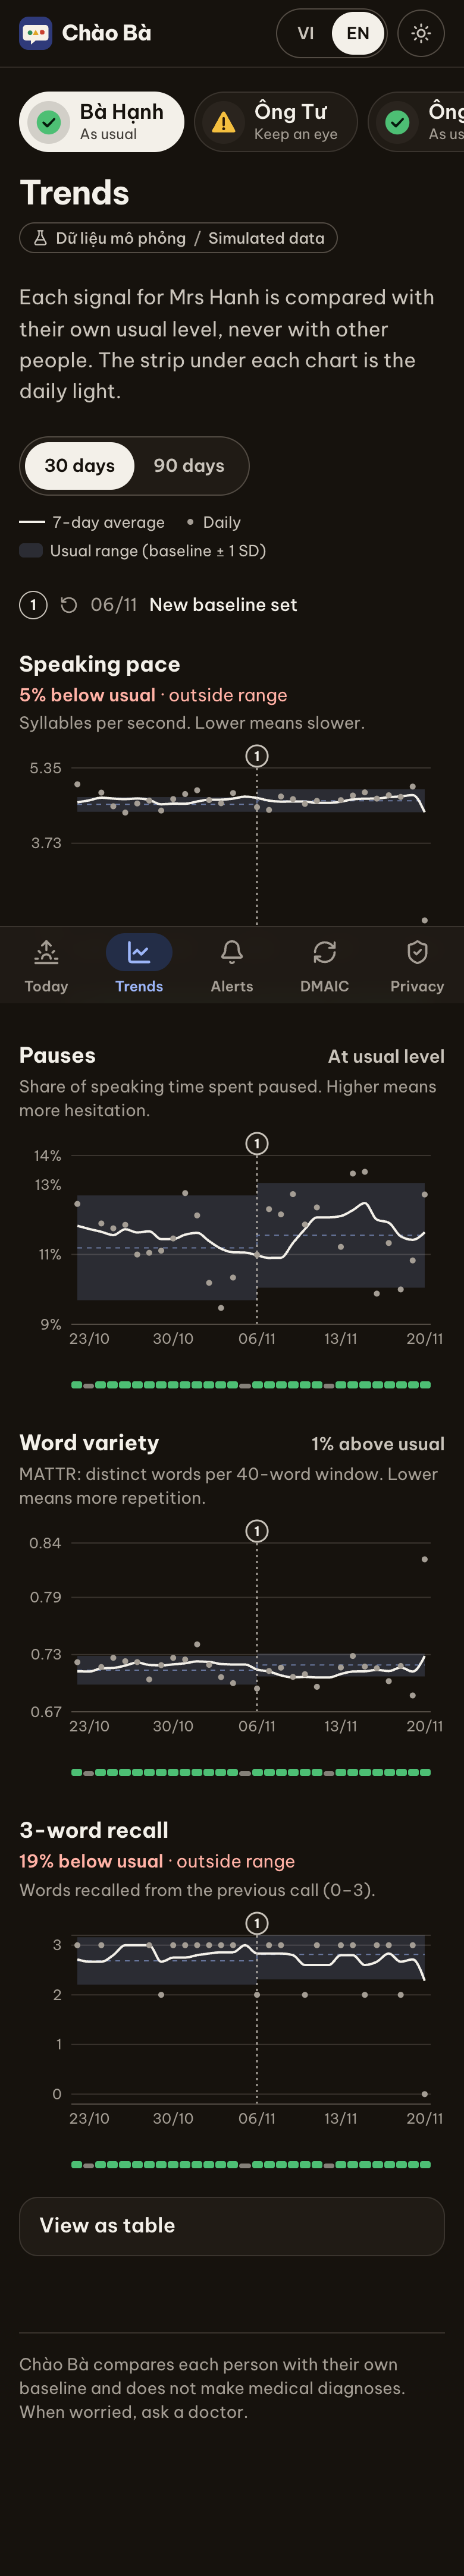 Chào Bà
VI EN
Bà Hạnh
As usual
Ông Tư
Keep an eye
Ông
As us
Trends
Dữ liệu mô phỏng / Simulated data
Each signal for Mrs Hanh is compared with
their own usual level, never with other
people. The strip under each chart is the
daily light.
30 days 90 days
7-day average Daily
Usual range (baseline ± 1 SD)
1 06/11 New baseline set
Speaking pace
5% below usual · outside range
Syllables per second. Lower means slower.
1
5.35
3.73
Today Trends Alerts DMAIC Privacy
Pauses At usual level
Share of speaking time spent paused. Higher means
more hesitation.
1
14%
13%
11%
9%
23/10 30/10 06/11 13/11 20/11
Word variety 1% above usual
MATTR: distinct words per 40-word window. Lower
means more repetition.
1
0.84
0.79
0.73
0.67
23/10 30/10 06/11 13/11 20/11
3-word recall
19% below usual · outside range
Words recalled from the previous call (0–3).
1
3
2
1
0
23/10 30/10 06/11 13/11 20/11
View as table
Chào Bà compares each person with their own
baseline and does not make medical diagnoses.
When worried, ask a doctor.